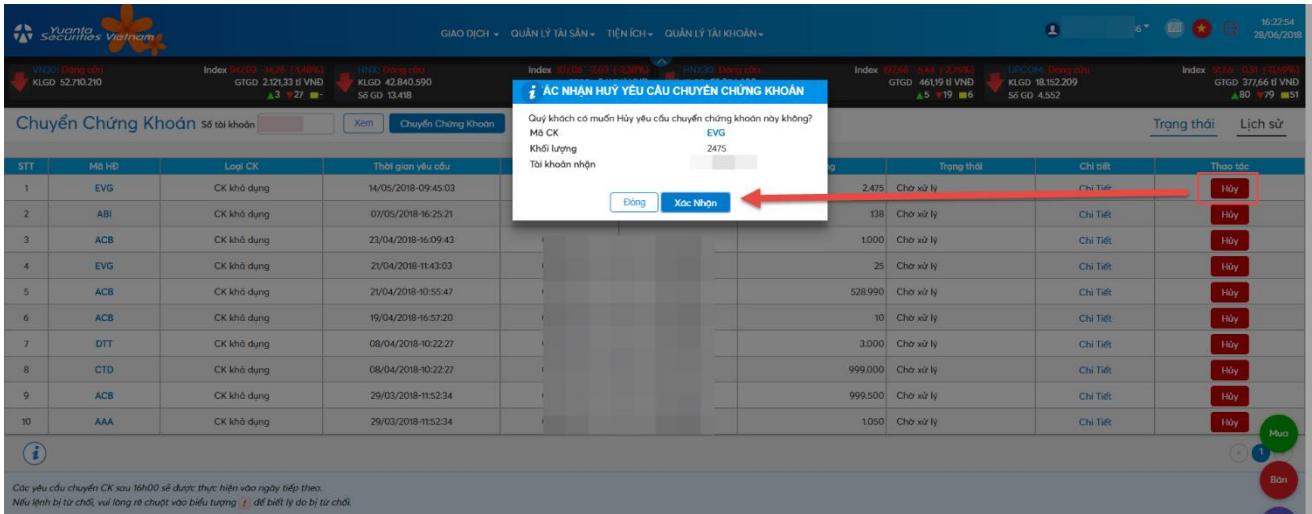 Yuanta
Securities Vietnam
GIAO DỊCH QUẢN LÝ TÀI SẢN TIỆN ÍCH QUẢN LÝ TÀI KHOẢN
6
16:22:54
28/06/2018
VN30: Đóng cửa Index HNX: Đóng cửa Index HNX30: Đóng cửa Index UPCOM: Đóng cửa Index
KLGD 52.710.210 GTGD 2.121,33 tỉ VNĐ KLGD 42.840.590 GTGD 461,19 tỉ VNĐ KLGD 18.152.209 GTGD 377,66 tỉ VNĐ
▲3 ▼27 Số GD 13.418 ▲5 ▼19 6 Số GD 4.552 ▲80 ▼79 51
Chuyển Chứng Khoán Số tài khoản Xem Chuyển Chứng Khoán Trạng thái Lịch sử
ÁC NHẬN HUỶ YÊU CẦU CHUYỂN CHỨNG KHOÁN
Quý khách có muốn Hủy yêu cầu chuyển chứng khoán này không?
Mã CK EVG
Khối lượng 2475
Tài khoản nhận
Đóng Xác Nhận
STT Mã HĐ Loại CK Thời gian yêu cầu Trạng thái Chi tiết Thao tác
1 EVG CK khả dụng 14/05/2018-09:45:03 2.475 Chờ xử lý Chi Tiết Hủy
2 ABI CK khả dụng 07/05/2018-16:25:21 138 Chờ xử lý Chi Tiết Hủy
3 ACB CK khả dụng 23/04/2018-16:09:43 1.000 Chờ xử lý Chi Tiết Hủy
4 EVG CK khả dụng 21/04/2018-11:43:03 25 Chờ xử lý Chi Tiết Hủy
5 ACB CK khả dụng 21/04/2018-10:55:47 528.990 Chờ xử lý Chi Tiết Hủy
6 ACB CK khả dụng 19/04/2018-16:57:20 10 Chờ xử lý Chi Tiết Hủy
7 DTT CK khả dụng 08/04/2018-10:22:27 3.000 Chờ xử lý Chi Tiết Hủy
8 CTD CK khả dụng 08/04/2018-10:22:27 999.000 Chờ xử lý Chi Tiết Hủy
9 ACB CK khả dụng 29/03/2018-11:52:34 999.500 Chờ xử lý Chi Tiết Hủy
10 AAA CK khả dụng 29/03/2018-11:52:34 1.050 Chờ xử lý Chi Tiết Hủy
Mua
1
Bán
Các yêu cầu chuyển CK sau 16h00 sẽ được thực hiện vào ngày tiếp theo.
Nếu lệnh bị từ chối, vui lòng rê chuột vào biểu tượng để biết lý do bị từ chối.